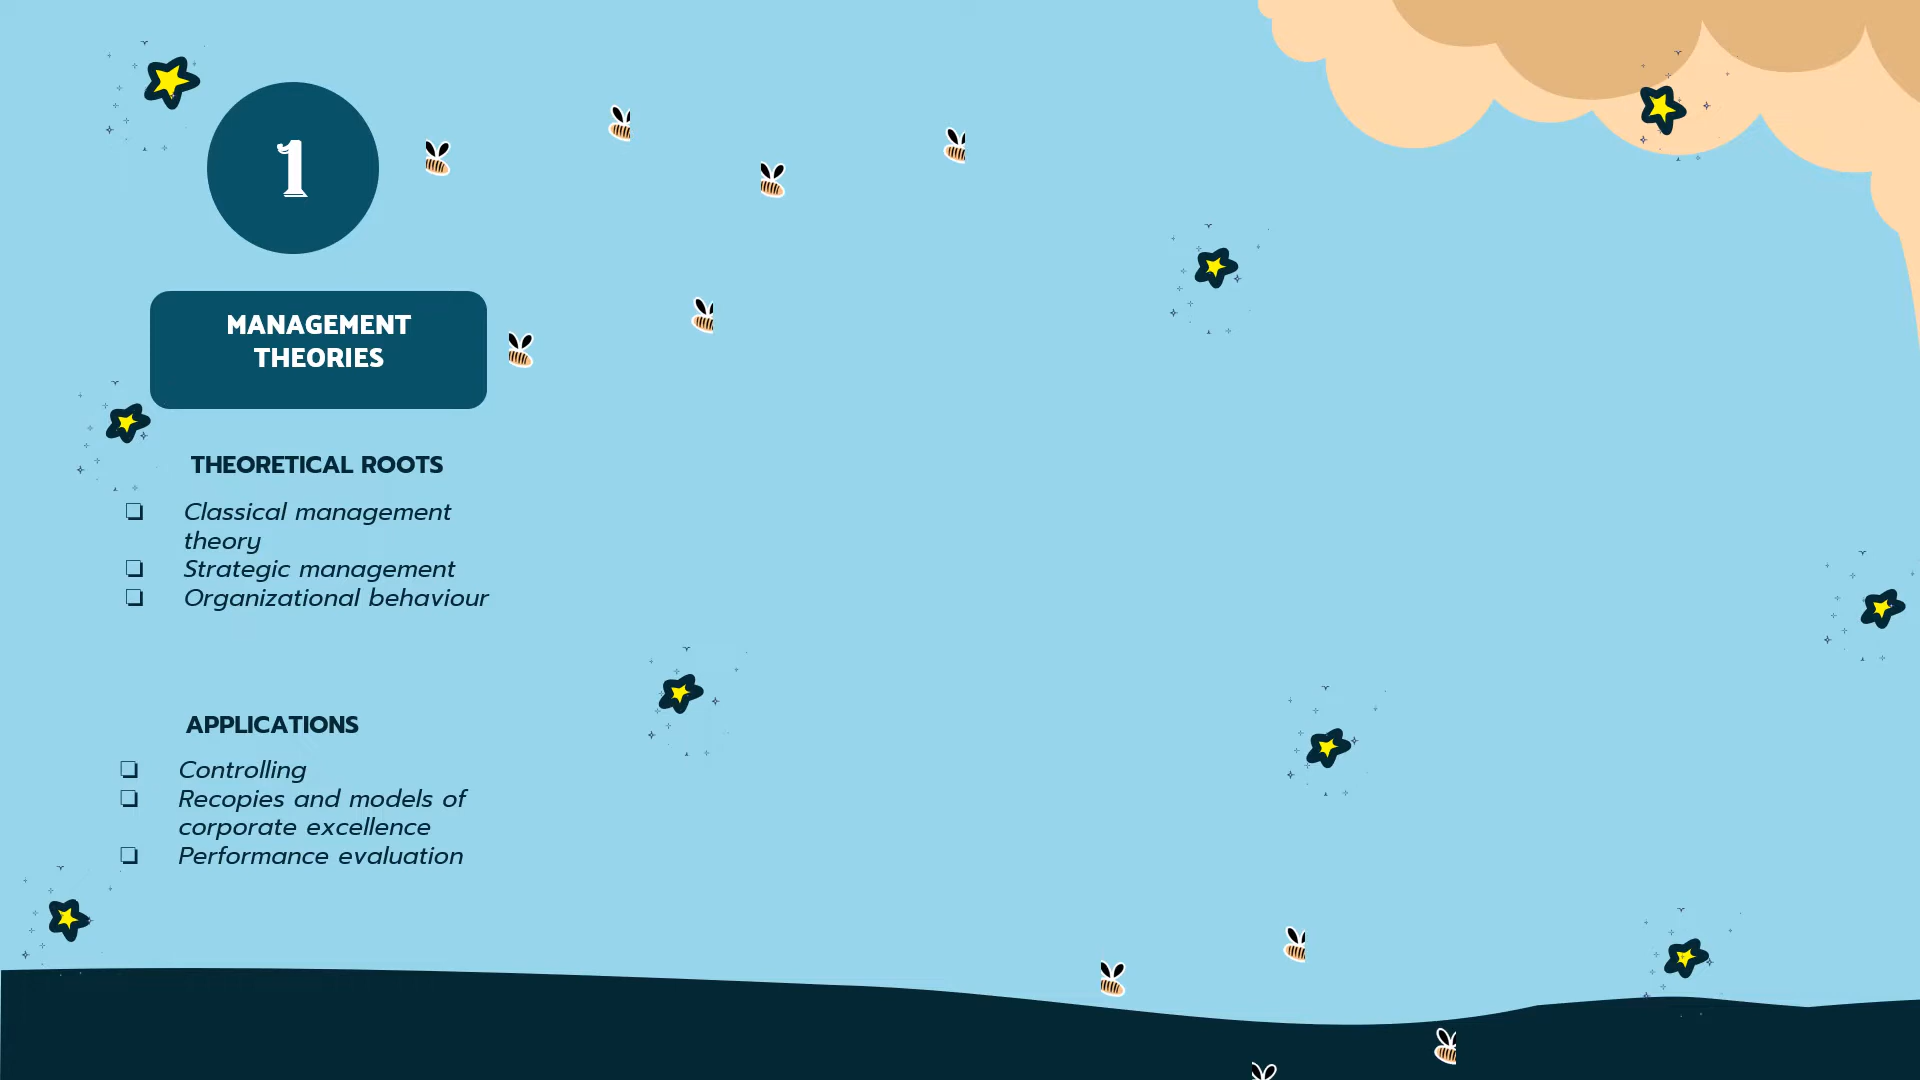 1
MANAGEMENT
THEORIES
THEORETICAL ROOTS
❏ Classical management
theory
❏ Strategic management
❏ Organizational behaviour
APPLICATIONS
❏ Controlling
❏ Recopies and models of
corporate excellence
❏ Performance evaluation